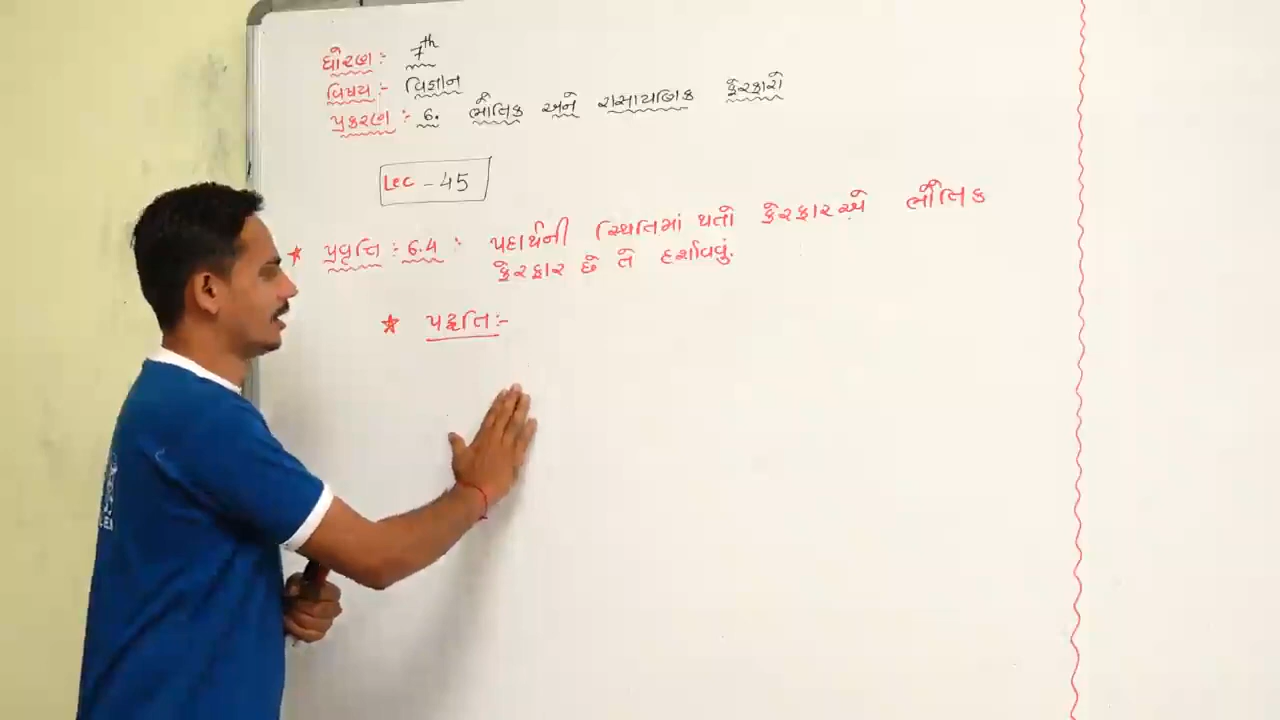 ધોરણ :- 7th
વિષય :- વિજ્ઞાન
પ્રકરણ :- 6. ભૌતિક અને રાસાયણિક ફેરફારો
Lec - 45
★ પ્રવૃત્તિ :- 6.4 :- પદાર્થની સ્થિતિમાં થતો ફેરફાર એ ભૌતિક
ફેરફાર છે તે દર્શાવવું.
★ પદ્ધતિ :-